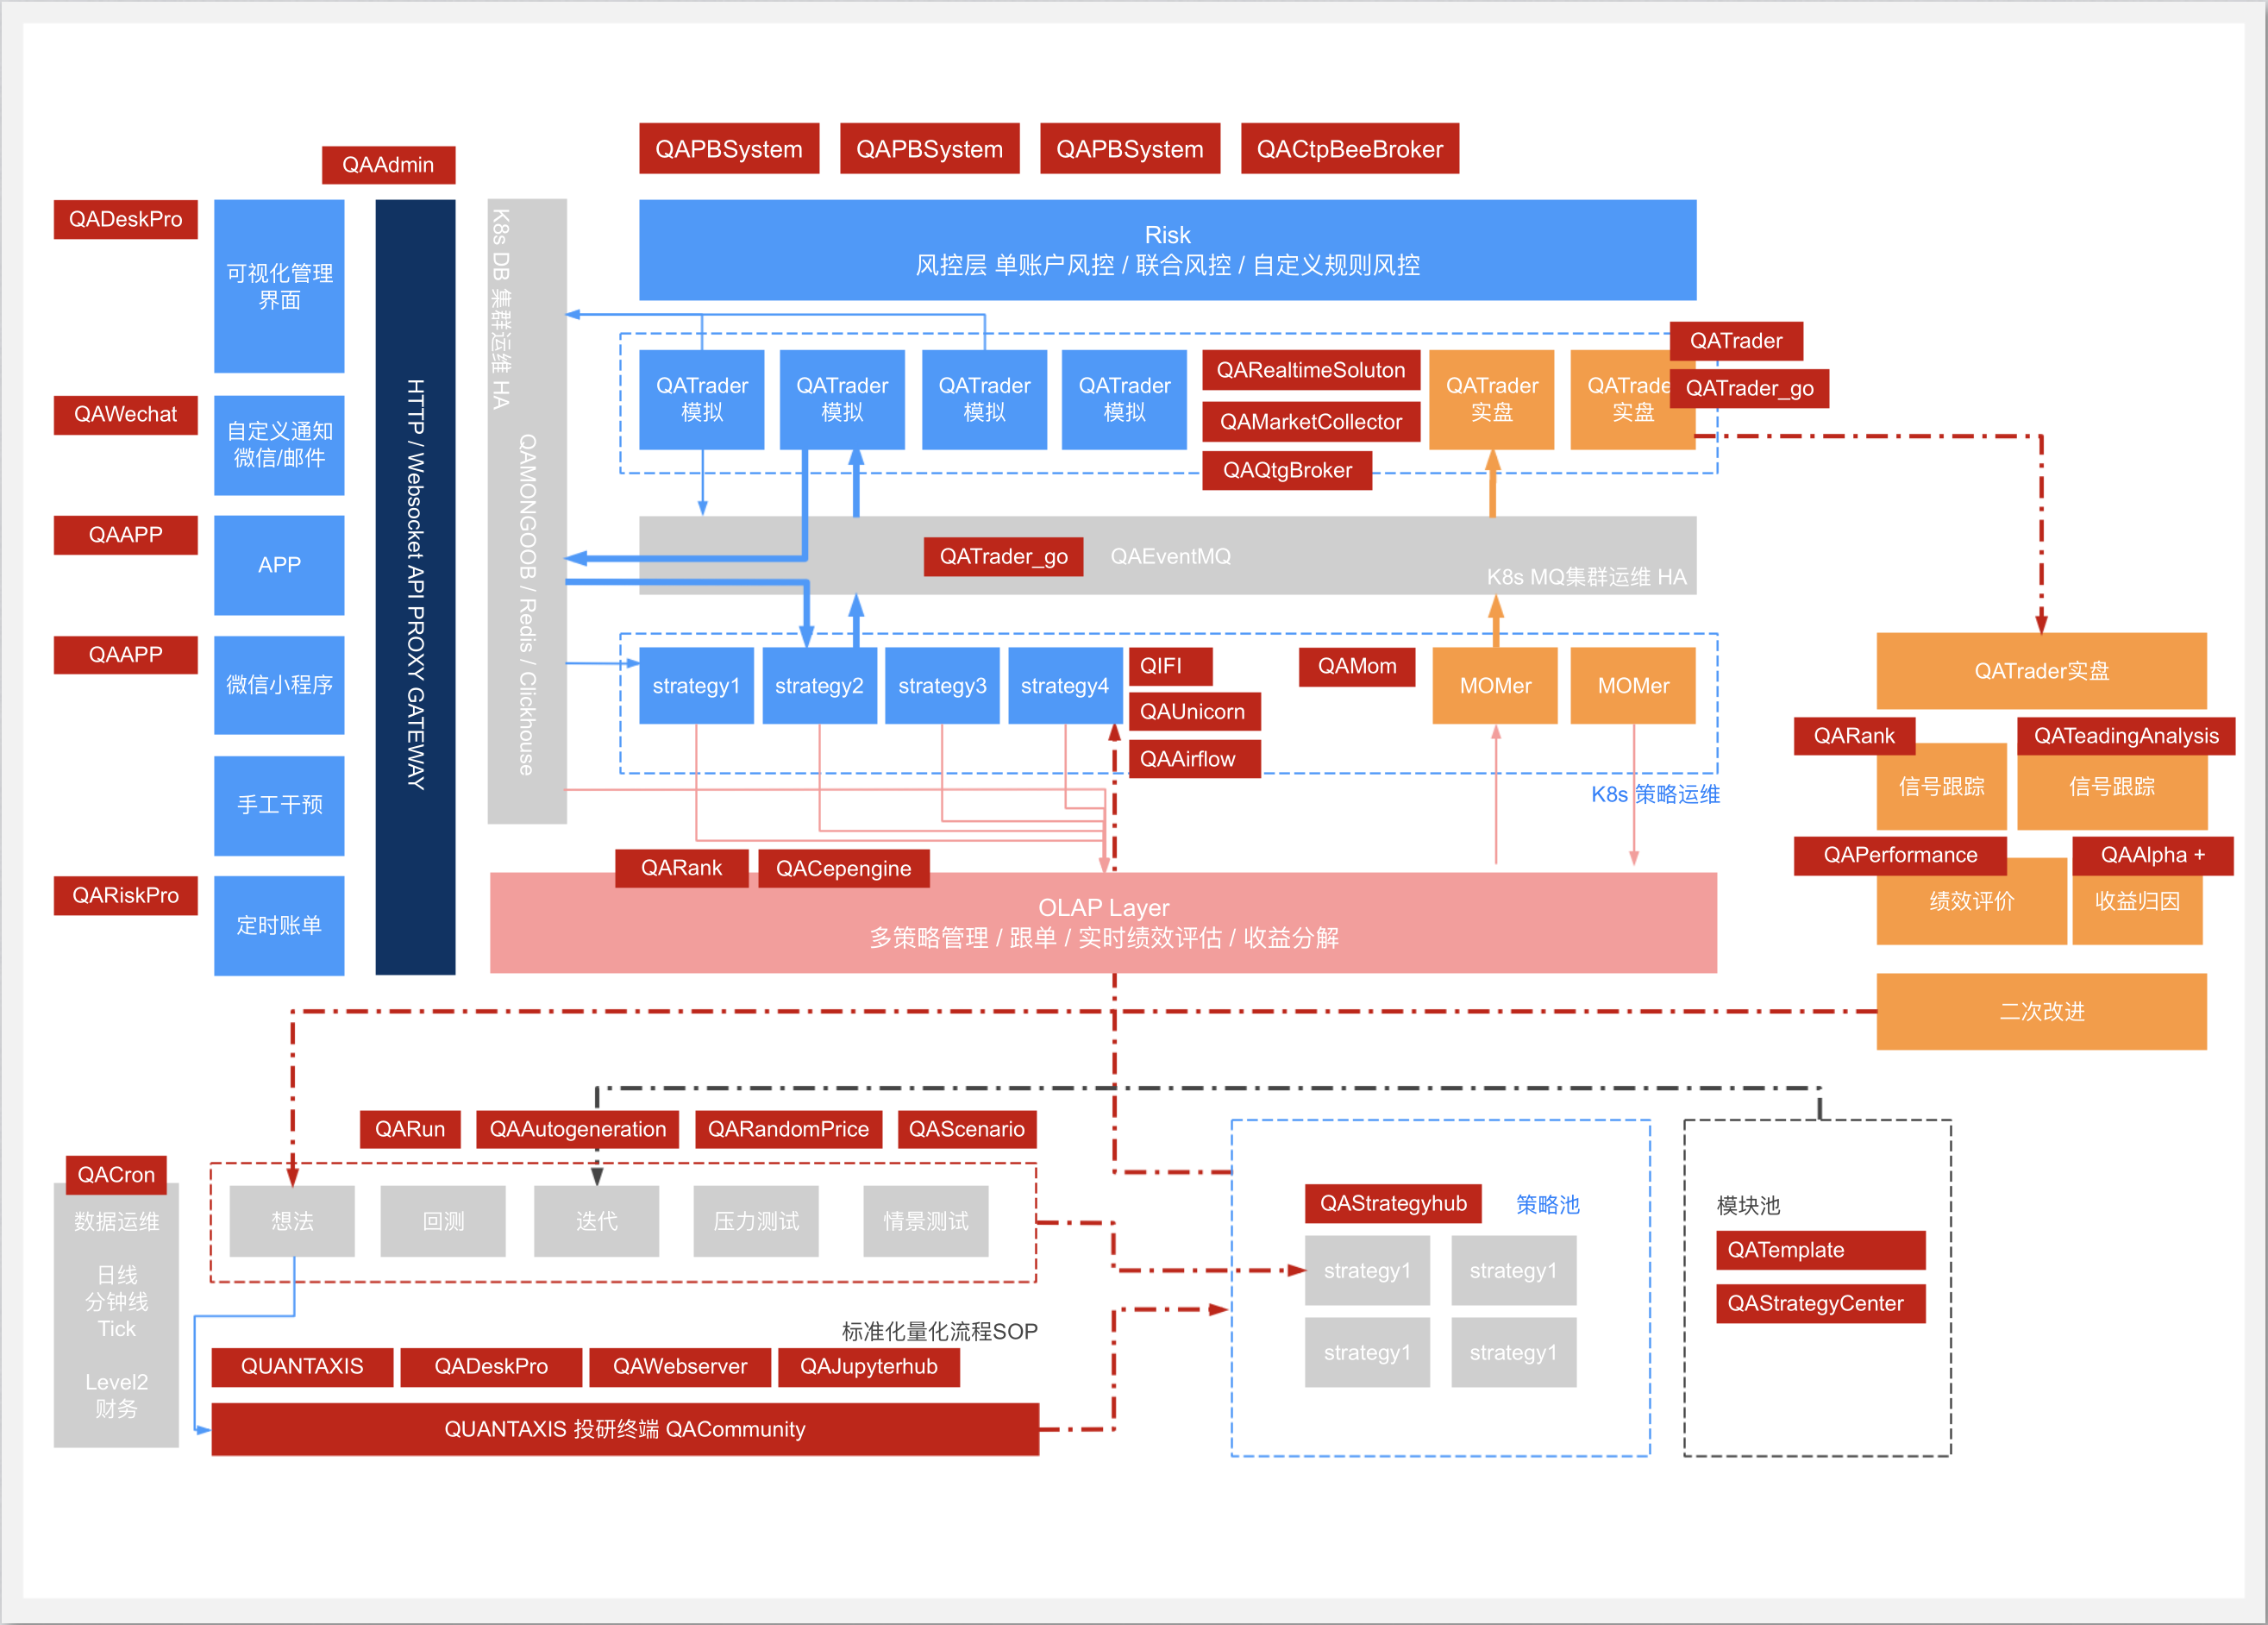 QAPBSystem
QAPBSystem
QAPBSystem
QACtpBeeBroker
QAAdmin
QADeskPro
可视化管理
界面
QAWechat
自定义通知
微信/邮件
QAAPP
APP
QAAPP
微信小程序
手工干预
QARiskPro
定时账单
HTTP / Websocket API PROXY GATEWAY
K8s DB 集群运维 HA
QAMONGOOB / Redis / Clickhouse
Risk
风控层 单账户风控 / 联合风控 / 自定义规则风控
QATrader
模拟
QATrader
模拟
QATrader
模拟
QATrader
模拟
QARealtimeSoluton
QAMarketCollector
QAQtgBroker
QATrader
实盘
QATrade
实盘
QATrader
QATrader_go
QATrader_go
QAEventMQ
K8s MQ集群运维 HA
strategy1
strategy2
strategy3
strategy4
QIFI
QAUnicorn
QAAirflow
QAMom
MOMer
MOMer
K8s 策略运维
QARank
QACepengine
OLAP Layer
多策略管理 / 跟单 / 实时绩效评估 / 收益分解
QATrader实盘
QARank
QATeadingAnalysis
信号跟踪
信号跟踪
QAPerformance
QAAlpha +
绩效评价
收益归因
二次改进
QARun
QAAutogeneration
QARandomPrice
QAScenario
想法
回测
迭代
压力测试
情景测试
QACron
数据运维
日线
分钟线
Tick
Level2
财务
标准化量化流程SOP
QUANTAXIS
QADeskPro
QAWebserver
QAJupyterhub
QUANTAXIS 投研终端 QACommunity
QAStrategyhub
策略池
strategy1
strategy1
strategy1
strategy1
模块池
QATemplate
QAStrategyCenter